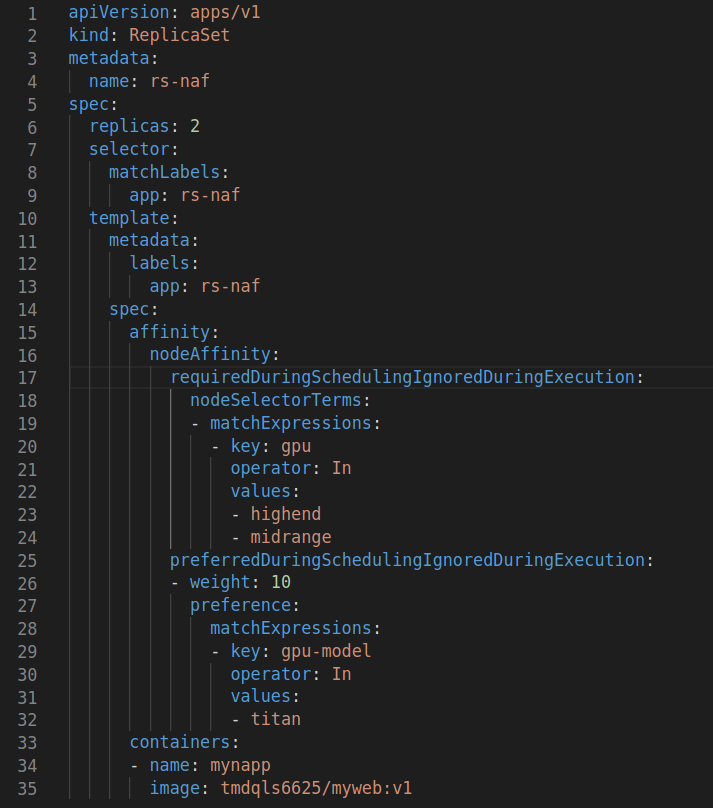 1 apiVersion: apps/v1
2 kind: ReplicaSet
3 metadata:
4   name: rs-naf
5 spec:
6   replicas: 2
7   selector:
8     matchLabels:
9       app: rs-naf
10   template:
11     metadata:
12       labels:
13         app: rs-naf
14     spec:
15       affinity:
16         nodeAffinity:
17           requiredDuringSchedulingIgnoredDuringExecution:
18             nodeSelectorTerms:
19             - matchExpressions:
20               - key: gpu
21                 operator: In
22                 values:
23                 - highend
24                 - midrange
25           preferredDuringSchedulingIgnoredDuringExecution:
26           - weight: 10
27             preference:
28               matchExpressions:
29               - key: gpu-model
30                 operator: In
31                 values:
32                 - titan
33       containers:
34       - name: mynapp
35         image: tmdqls6625/myweb:v1